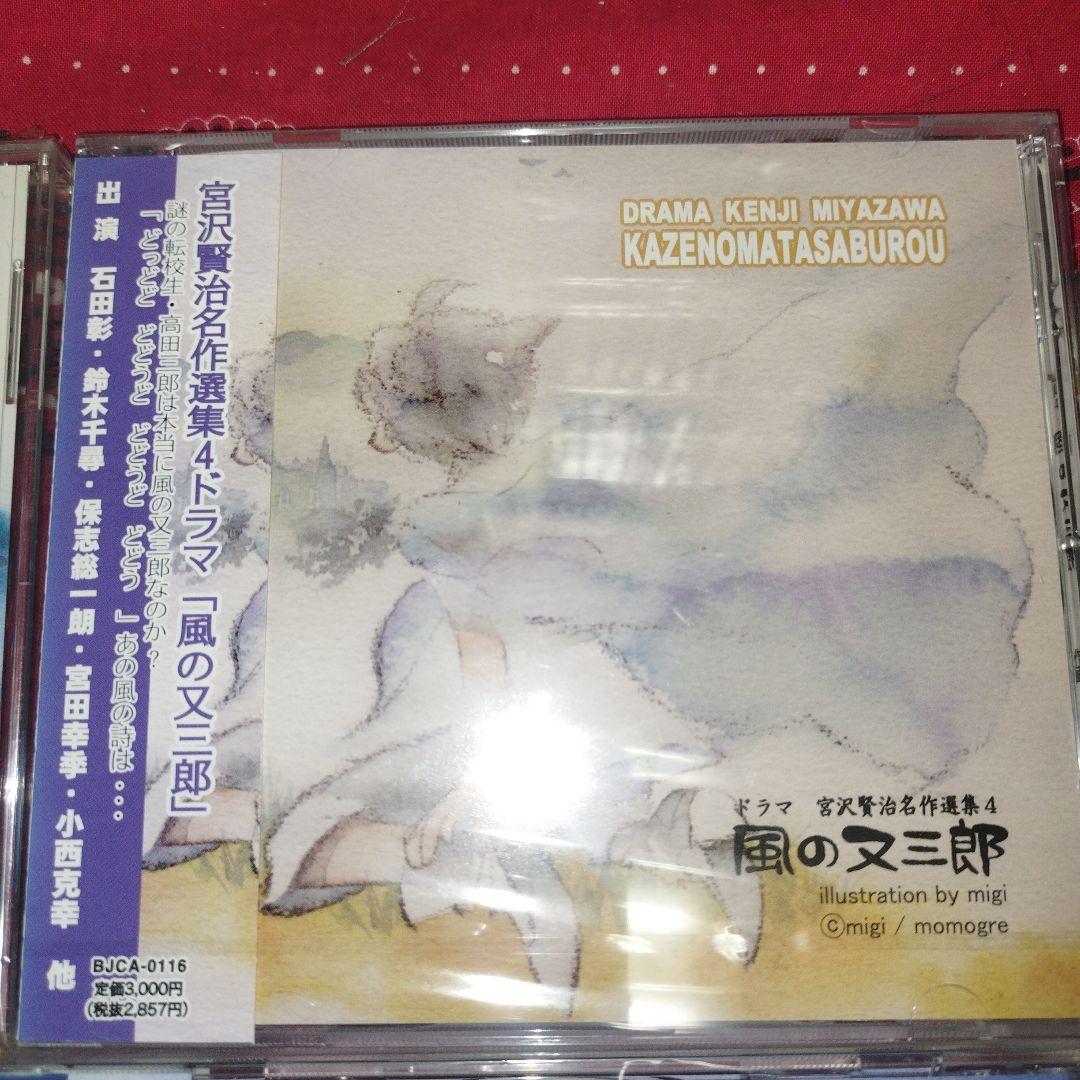 宮沢賢治名作選集4ドラマ「風の又三郎」
謎の転校生・高田三郎は本当に風の又三郎なのか?
「どっどど どどうど どどうど どどう 」あの風の詩は...
出演 石田彰・鈴木千尋・保志総一朗・宮田幸季・小西克幸 他
BJCA-0116
定価3,000円
(税抜2,857円)
DRAMA KENJI MIYAZAWA
KAZENOMATASABUROU
ドラマ 宮沢賢治名作選集4
風の又三郎
illustration by migi
©migi / momogre